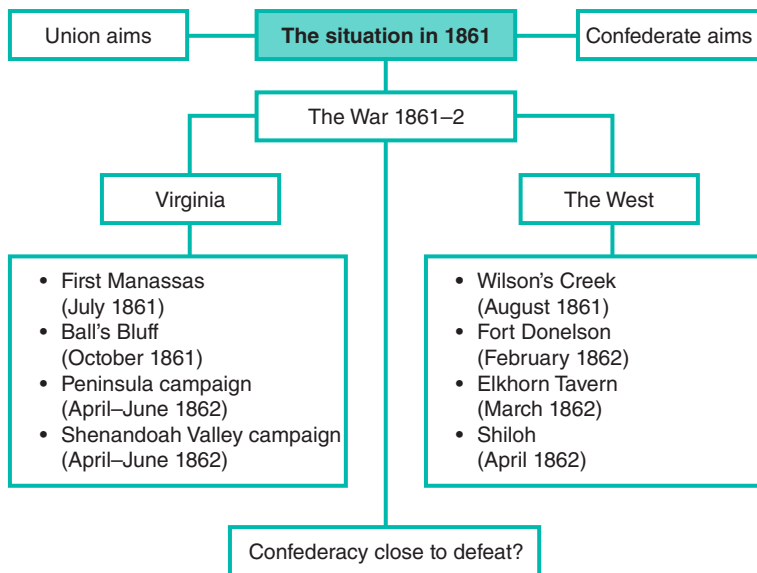 Union aims
The situation in 1861
Confederate aims
The War 1861–2
Virginia
The West
• First Manassas
(July 1861)
• Ball's Bluff
(October 1861)
• Peninsula campaign
(April–June 1862)
• Shenandoah Valley campaign
(April–June 1862)
• Wilson's Creek
(August 1861)
• Fort Donelson
(February 1862)
• Elkhorn Tavern
(March 1862)
• Shiloh
(April 1862)
Confederacy close to defeat?